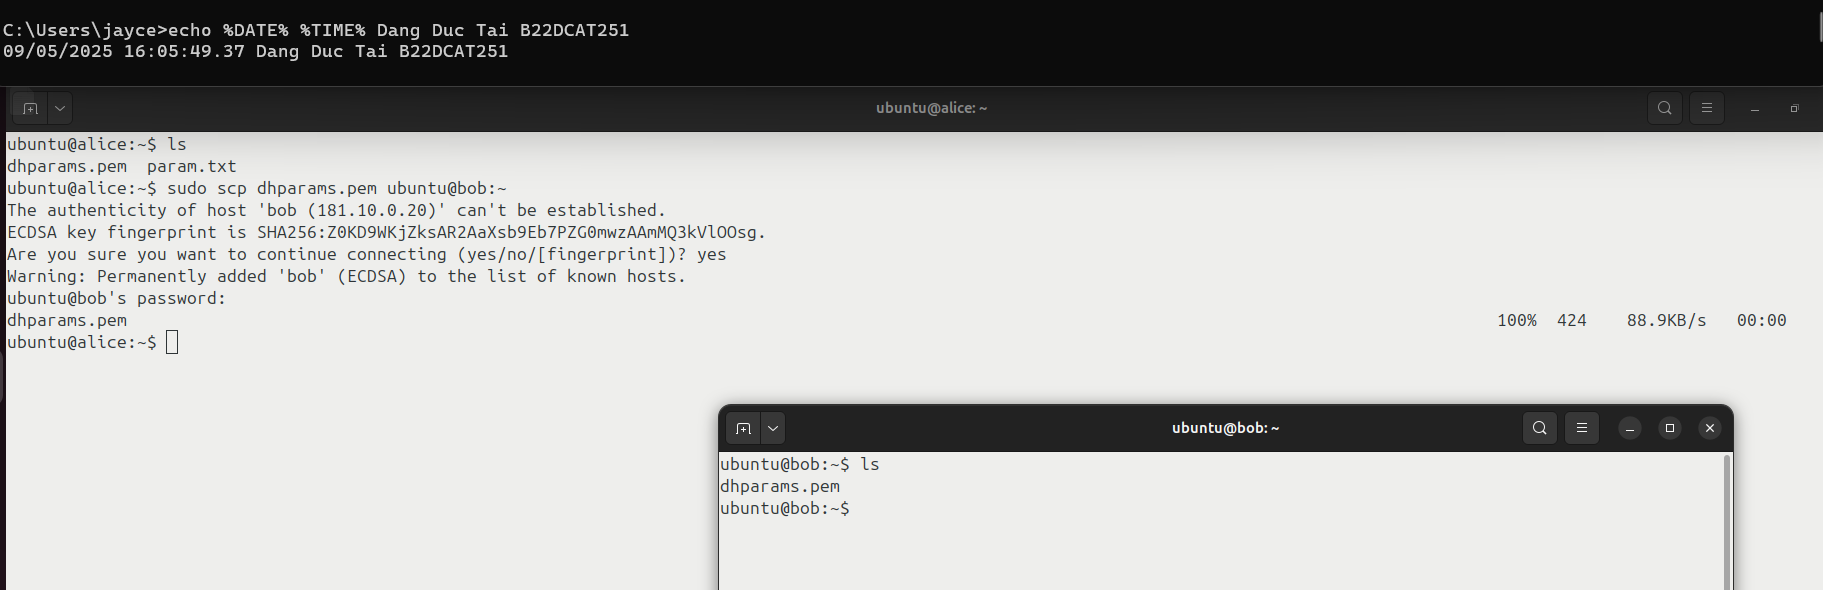 C:\Users\jayce>echo %DATE% %TIME% Dang Duc Tai B22DCAT251
09/05/2025 16:05:49.37 Dang Duc Tai B22DCAT251
ubuntu@alice: ~
ubuntu@alice:~$ ls
dhparams.pem  param.txt
ubuntu@alice:~$ sudo scp dhparams.pem ubuntu@bob:~
The authenticity of host 'bob (181.10.0.20)' can't be established.
ECDSA key fingerprint is SHA256:Z0KD9WKjZksAR2AaXsb9Eb7PZG0mwzAAmMQ3kVlOOsg.
Are you sure you want to continue connecting (yes/no/[fingerprint])? yes
Warning: Permanently added 'bob' (ECDSA) to the list of known hosts.
ubuntu@bob's password:
dhparams.pem 100% 424 88.9KB/s 00:00
ubuntu@alice:~$
ubuntu@bob: ~
ubuntu@bob:~$ ls
dhparams.pem
ubuntu@bob:~$